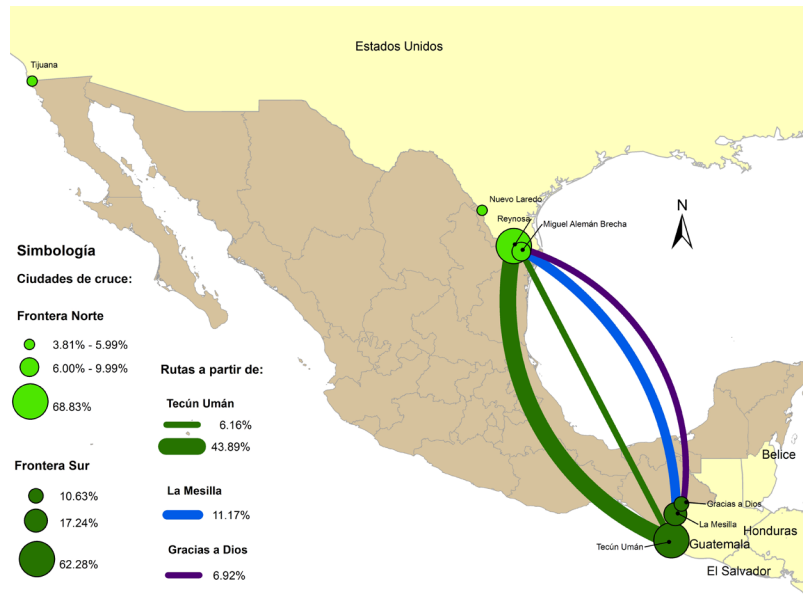 Estados Unidos
Tijuana
Nuevo Laredo
Reynosa
Miguel Alemán Brecha
N
Simbología
Ciudades de cruce:
Frontera Norte
3.81% - 5.99%
6.00% - 9.99%
68.83%
Frontera Sur
10.63%
17.24%
62.28%
Rutas a partir de:
Tecún Umán
6.16%
43.89%
La Mesilla
11.17%
Gracias a Dios
6.92%
Belice
Gracias a Dios
La Mesilla
Honduras
Tecún Umán
Guatemala
El Salvador